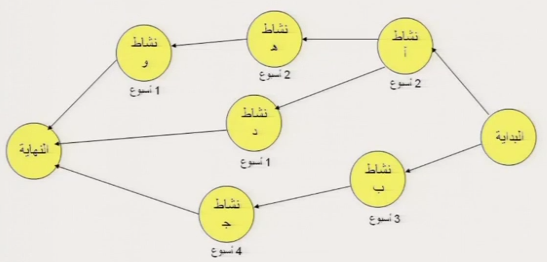 نشاط
أ
2 أسبوع
نشاط
هـ
2 أسبوع
نشاط
و
1 أسبوع
البداية
نشاط
د
1 أسبوع
النهاية
نشاط
ب
3 أسبوع
نشاط
جـ
4 أسبوع